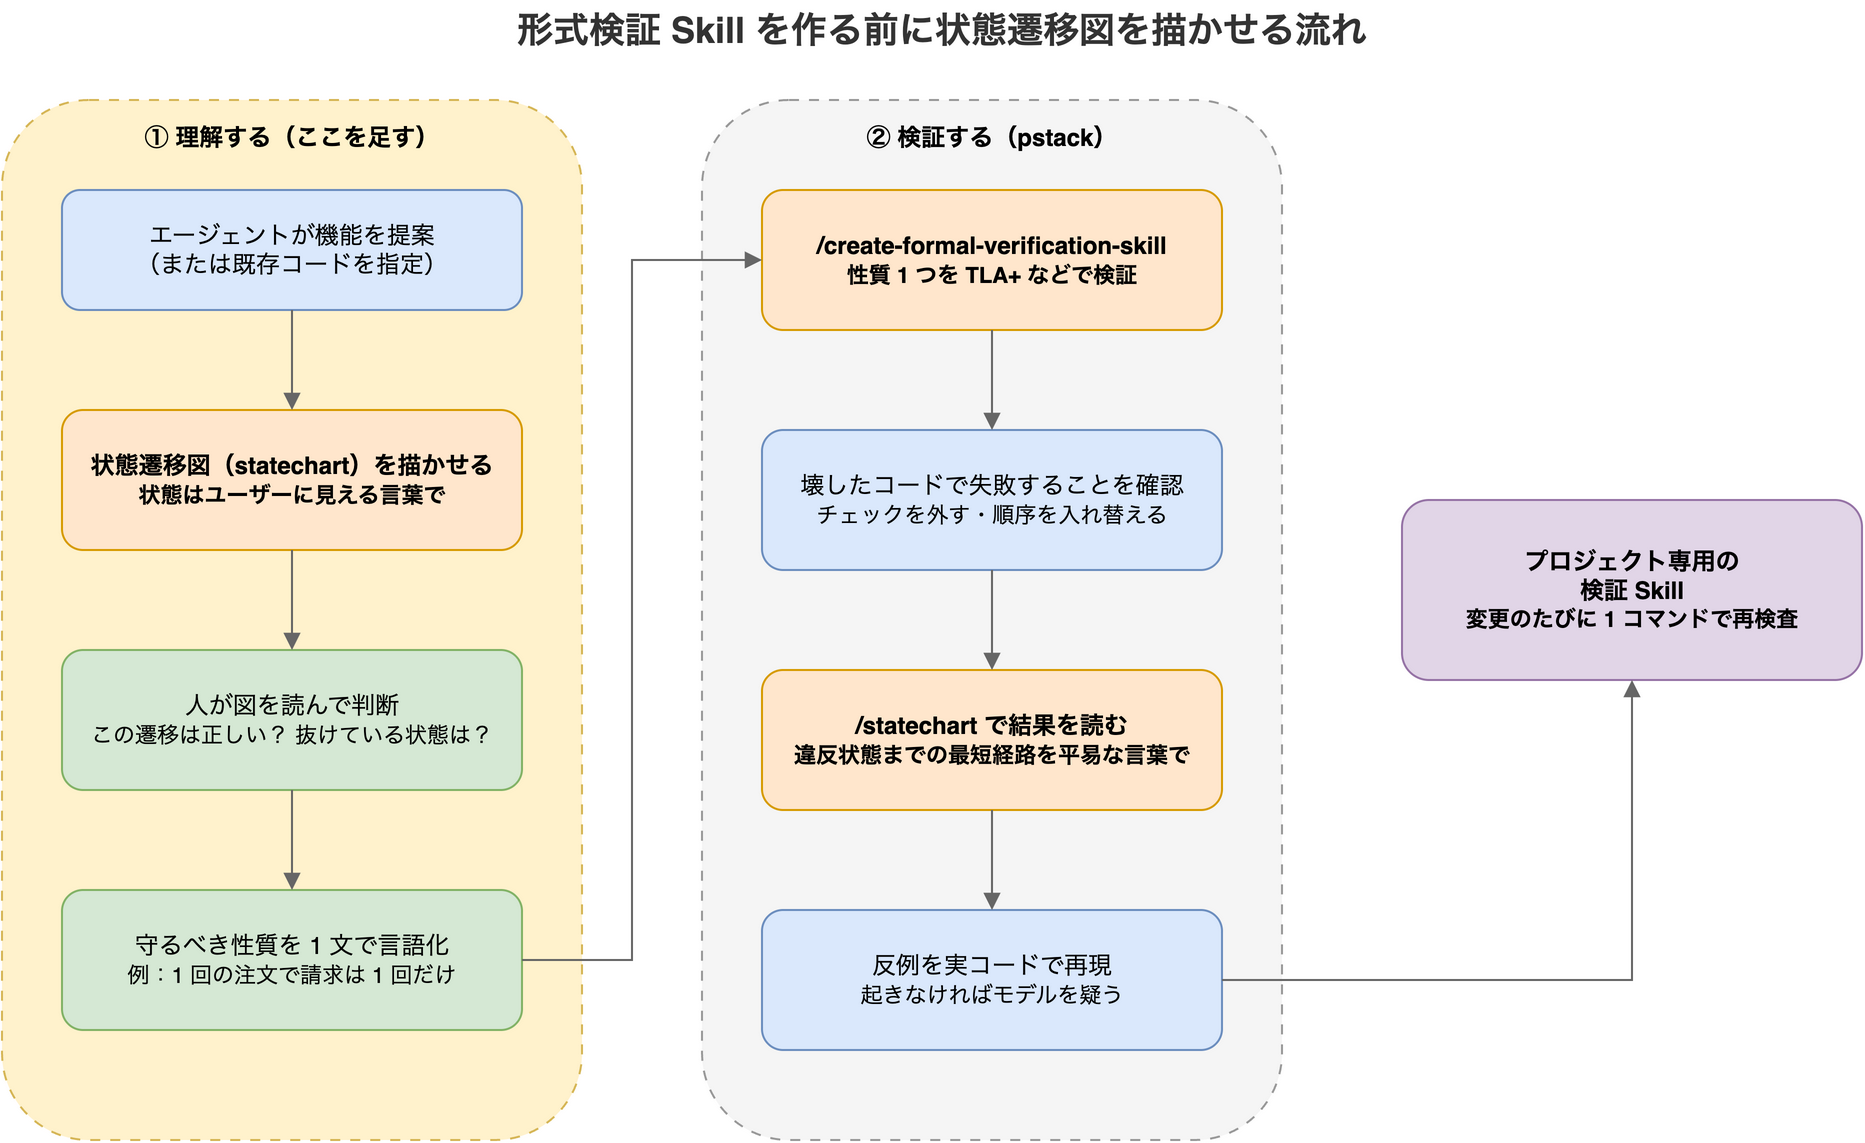 形式検証 Skill を作る前に状態遷移図を描かせる流れ
① 理解する（ここを足す）
エージェントが機能を提案
（または既存コードを指定）
状態遷移図（statechart）を描かせる
状態はユーザーに見える言葉で
人が図を読んで判断
この遷移は正しい？ 抜けている状態は？
守るべき性質を 1 文で言語化
例：1 回の注文で請求は 1 回だけ
② 検証する（pstack）
/create-formal-verification-skill
性質 1 つを TLA+ などで検証
壊したコードで失敗することを確認
チェックを外す・順序を入れ替える
/statechart で結果を読む
違反状態までの最短経路を平易な言葉で
反例を実コードで再現
起きなければモデルを疑う
プロジェクト専用の
検証 Skill
変更のたびに 1 コマンドで再検査